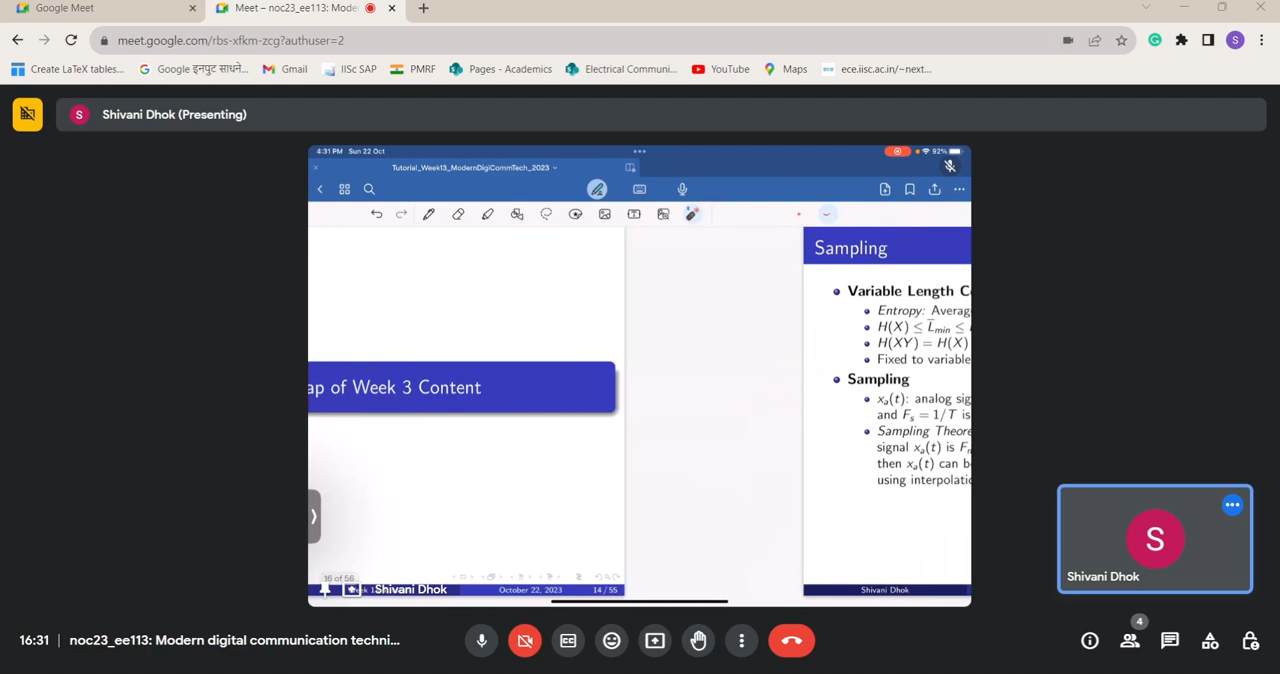 Google Meet
Meet – noc23_ee113: Mode
meet.google.com/rbs-xfkm-zcg?authuser=2
S
Create LaTeX tables...
Google इनपुट साधने...
Gmail
IISc SAP
PMRF
Pages - Academics
Electrical Communi...
YouTube
Maps
ece.iisc.ac.in/~next...
S
Shivani Dhok (Presenting)
4:31 PM Sun 22 Oct
92%
Tutorial_Week13_ModernDigiCommTech_2023
Sampling
Variable Length C
Entropy: Averag
H(X) ≤ L̅min ≤
H(XY) = H(X)
Fixed to variable
ap of Week 3 Content
Sampling
xa(t): analog sig
and Fs = 1/T is
Sampling Theore
signal xa(t) is F
then xa(t) can b
using interpolati
16 of 56
Shivani Dhok
October 22, 2023
14 / 55
Shivani Dhok
S
Shivani Dhok
16:31
noc23_ee113: Modern digital communication techni...
4